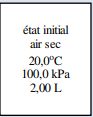 état initial
air sec
20,0°C
100,0 kPa
2,00 L